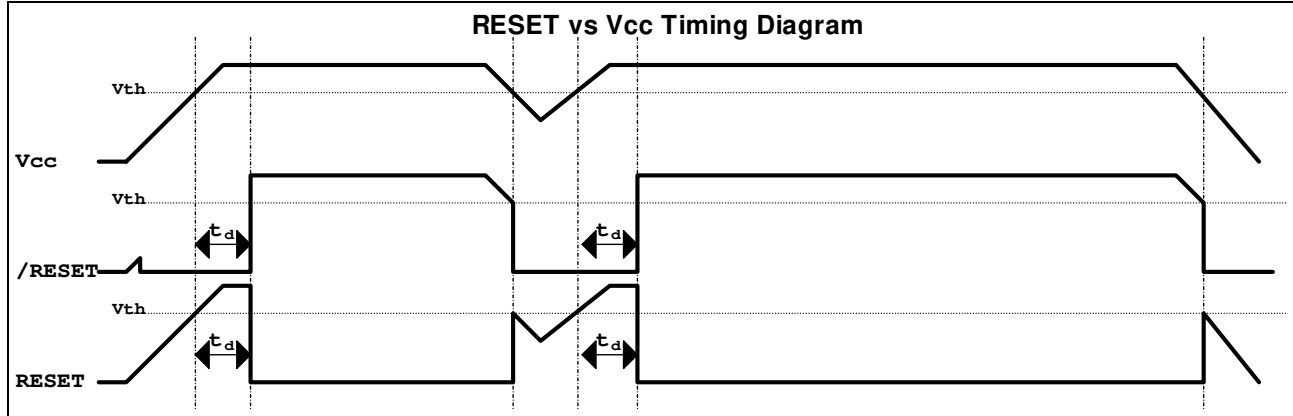 RESET vs Vcc Timing Diagram
Vth
Vcc
Vth
td td
/RESET
Vth
td td
RESET